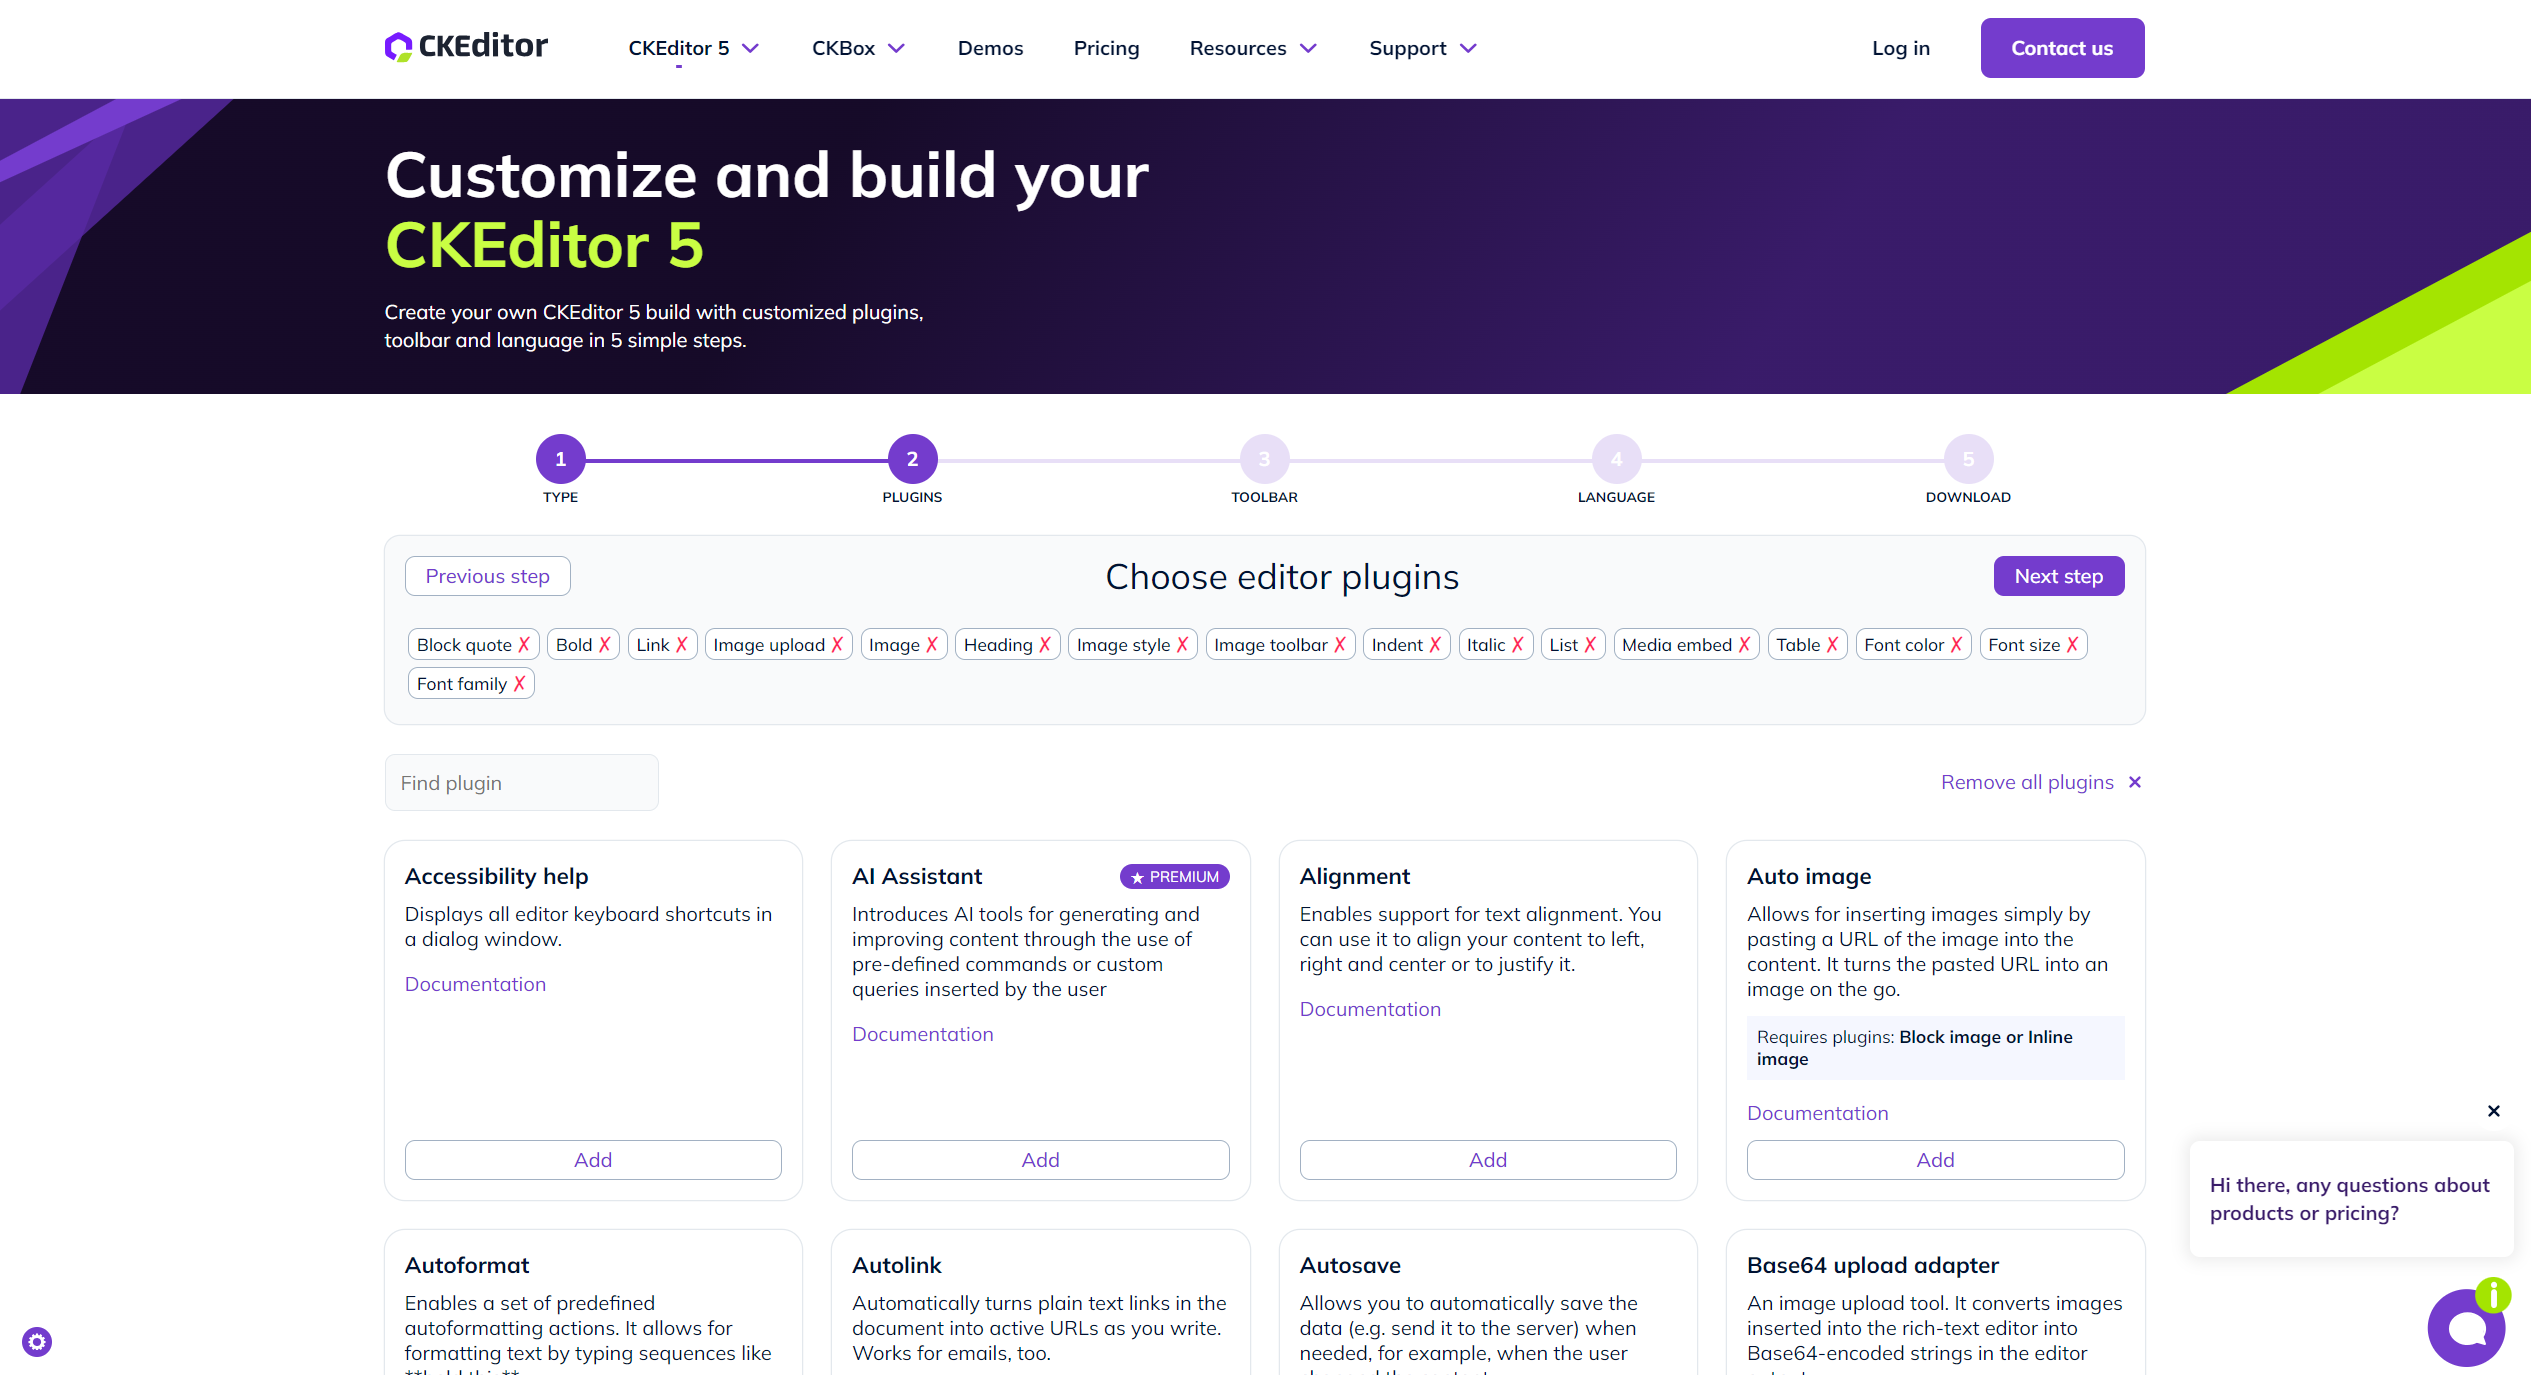 CKEditor
CKEditor 5
CKBox
Demos
Pricing
Resources
Support
Log in
Contact us
Customize and build your
CKEditor 5
Create your own CKEditor 5 build with customized plugins,
toolbar and language in 5 simple steps.
1
2
3
4
5
TYPE
PLUGINS
TOOLBAR
LANGUAGE
DOWNLOAD
Previous step
Choose editor plugins
Next step
Block quote ✗ Bold ✗ Link ✗ Image upload ✗ Image ✗ Heading ✗ Image style ✗ Image toolbar ✗ Indent ✗ Italic ✗ List ✗ Media embed ✗ Table ✗ Font color ✗ Font size ✗
Font family ✗
Find plugin
Remove all plugins ×
Accessibility help
Displays all editor keyboard shortcuts in
a dialog window.
Documentation
Add
AI Assistant
★ PREMIUM
Introduces AI tools for generating and
improving content through the use of
pre-defined commands or custom
queries inserted by the user
Documentation
Add
Alignment
Enables support for text alignment. You
can use it to align your content to left,
right and center or to justify it.
Documentation
Add
Auto image
Allows for inserting images simply by
pasting a URL of the image into the
content. It turns the pasted URL into an
image on the go.
Requires plugins: Block image or Inline
image
Documentation
Add
Autoformat
Enables a set of predefined
autoformatting actions. It allows for
formatting text by typing sequences like
Autolink
Automatically turns plain text links in the
document into active URLs as you write.
Works for emails, too.
Autosave
Allows you to automatically save the
data (e.g. send it to the server) when
needed, for example, when the user
Base64 upload adapter
An image upload tool. It converts images
inserted into the rich-text editor into
Base64-encoded strings in the editor
×
Hi there, any questions about
products or pricing?
i